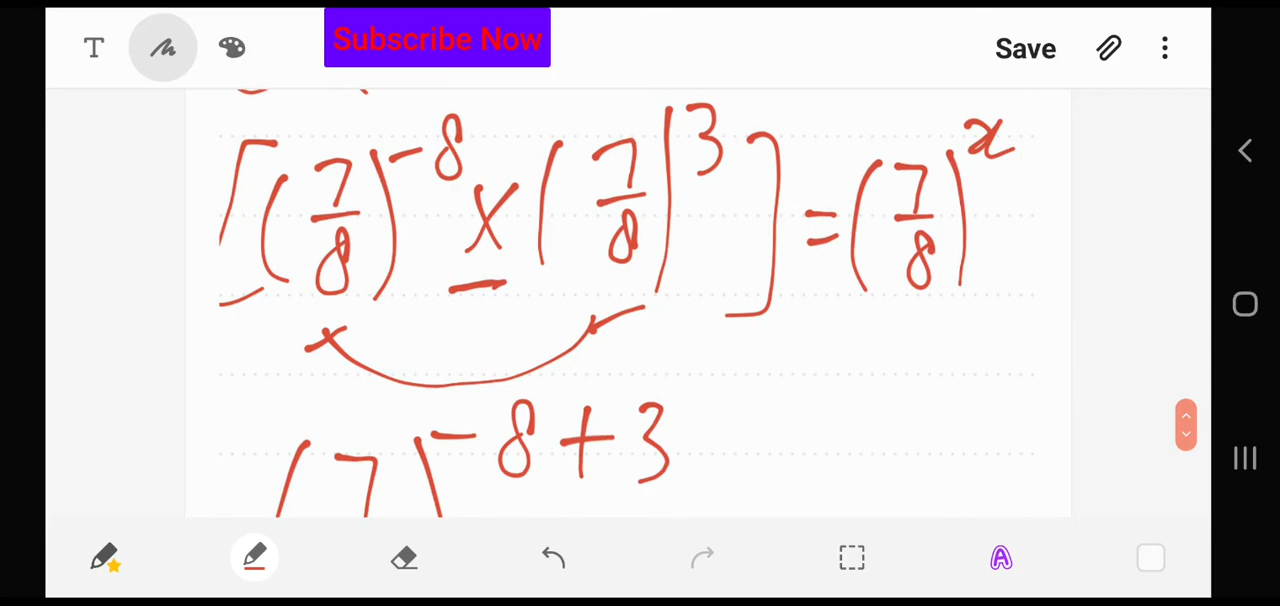 T
Subscribe Now
Save
[(7/8)^-8 × (7/8)^3] = (7/8)^x
(7)^-8+3
A